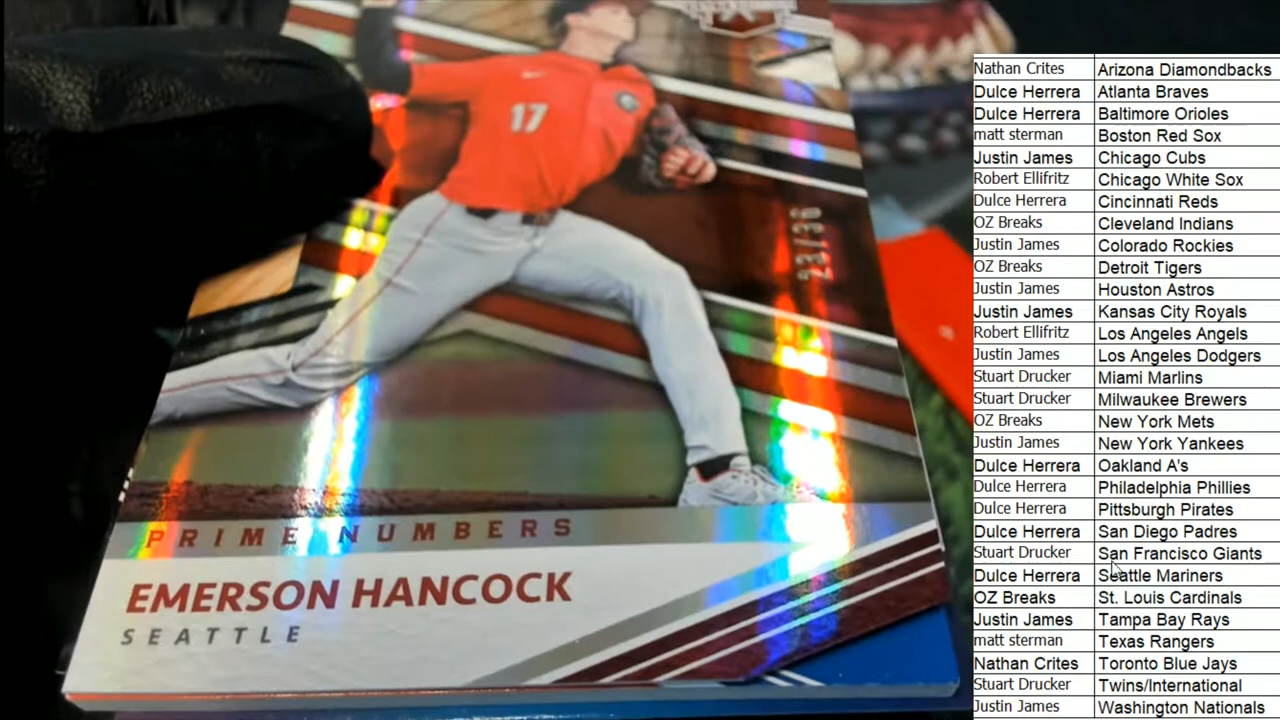 17
PRIME NUMBERS
EMERSON HANCOCK
SEATTLE
Nathan Crites Arizona Diamondbacks
Dulce Herrera Atlanta Braves
Dulce Herrera Baltimore Orioles
matt sterman Boston Red Sox
Justin James Chicago Cubs
Robert Ellifritz Chicago White Sox
Dulce Herrera Cincinnati Reds
OZ Breaks Cleveland Indians
Justin James Colorado Rockies
OZ Breaks Detroit Tigers
Justin James Houston Astros
Justin James Kansas City Royals
Robert Ellifritz Los Angeles Angels
Justin James Los Angeles Dodgers
Stuart Drucker Miami Marlins
Stuart Drucker Milwaukee Brewers
OZ Breaks New York Mets
Justin James New York Yankees
Dulce Herrera Oakland A's
Dulce Herrera Philadelphia Phillies
Dulce Herrera Pittsburgh Pirates
Dulce Herrera San Diego Padres
Stuart Drucker San Francisco Giants
Dulce Herrera Seattle Mariners
OZ Breaks St. Louis Cardinals
Justin James Tampa Bay Rays
matt sterman Texas Rangers
Nathan Crites Toronto Blue Jays
Stuart Drucker Twins/International
Justin James Washington Nationals